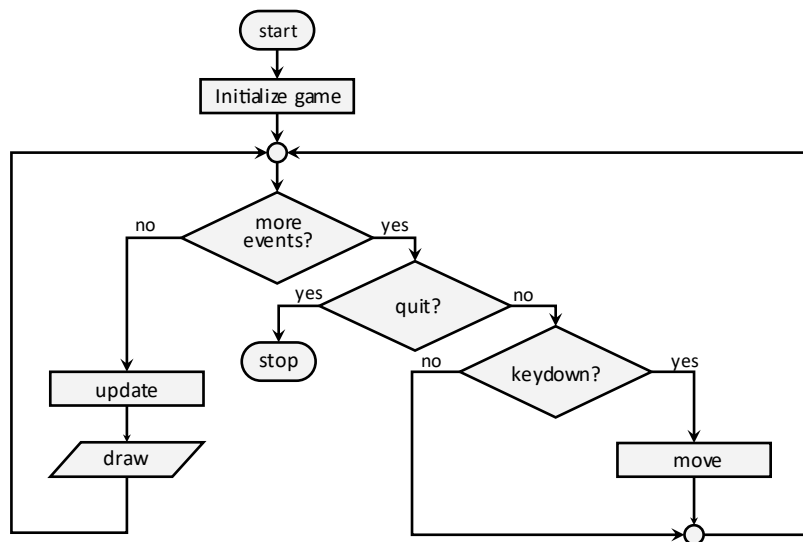 start
Initialize game
more
events?
no
yes
quit?
yes
no
stop
keydown?
no
yes
update
draw
move